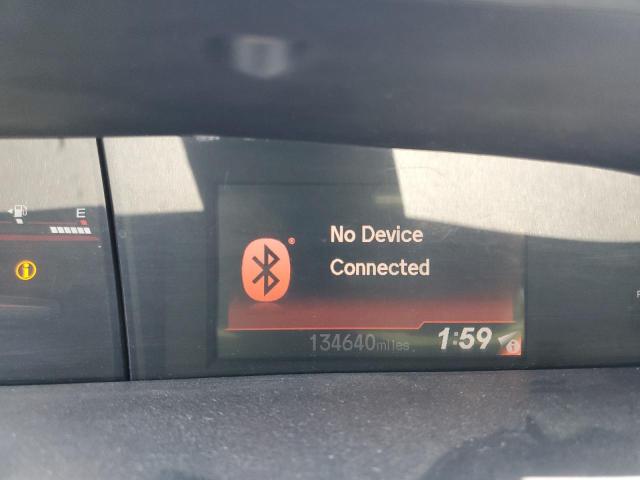 E
No Device
Connected
134640miles 1:59